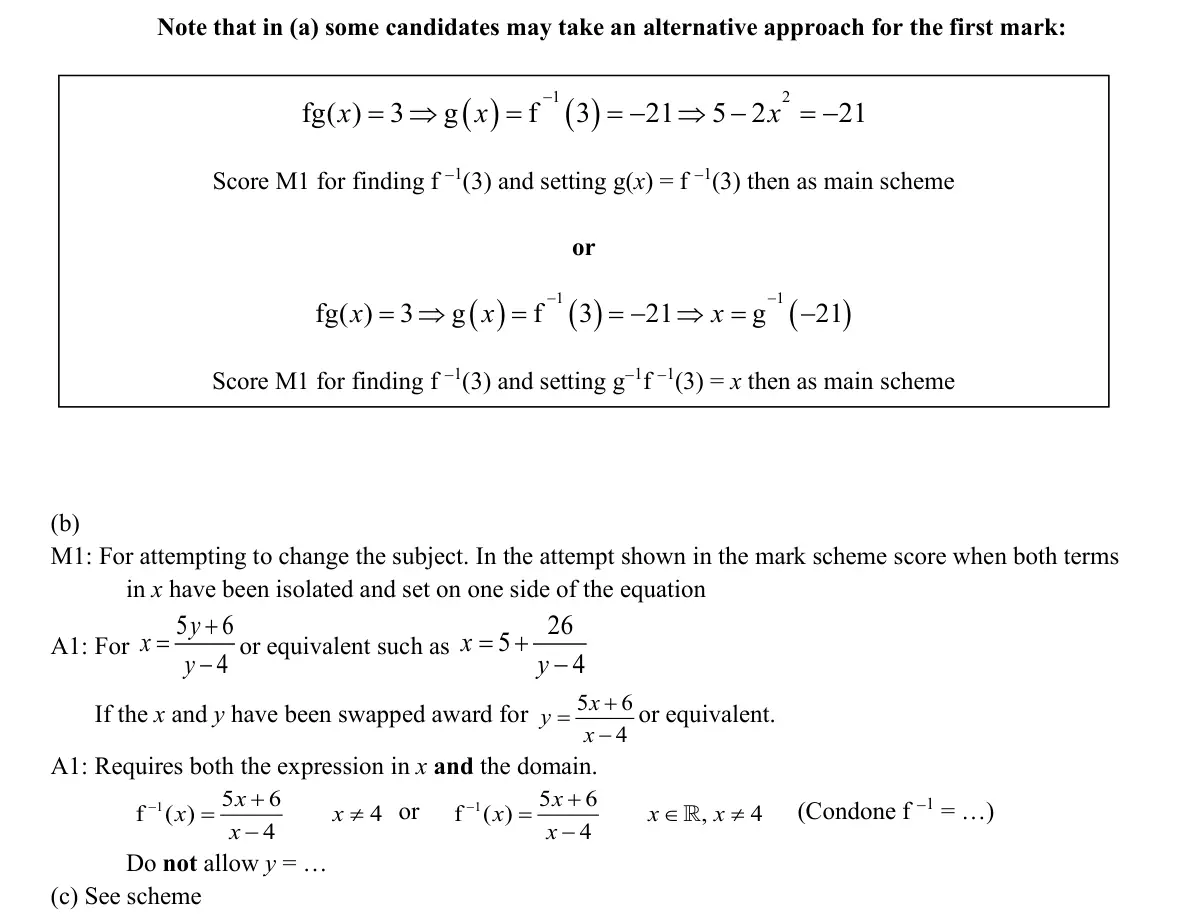 Note that in (a) some candidates may take an alternative approach for the first mark:
fg(x) = 3 ⇒ g(x) = f⁻¹(3) = −21 ⇒ 5 − 2x² = −21
Score M1 for finding f⁻¹(3) and setting g(x) = f⁻¹(3) then as main scheme
or
fg(x) = 3 ⇒ g(x) = f⁻¹(3) = −21 ⇒ x = g⁻¹(−21)
Score M1 for finding f⁻¹(3) and setting g⁻¹f⁻¹(3) = x then as main scheme
(b)
M1: For attempting to change the subject. In the attempt shown in the mark scheme score when both terms
in x have been isolated and set on one side of the equation
A1: For x = (5y+6)/(y−4) or equivalent such as x = 5 + 26/(y−4)
If the x and y have been swapped award for y = (5x+6)/(x−4) or equivalent.
A1: Requires both the expression in x and the domain.
f⁻¹(x) = (5x+6)/(x−4) x ≠ 4 or f⁻¹(x) = (5x+6)/(x−4) x ∈ ℝ, x ≠ 4 (Condone f⁻¹ = …)
Do not allow y = …
(c) See scheme